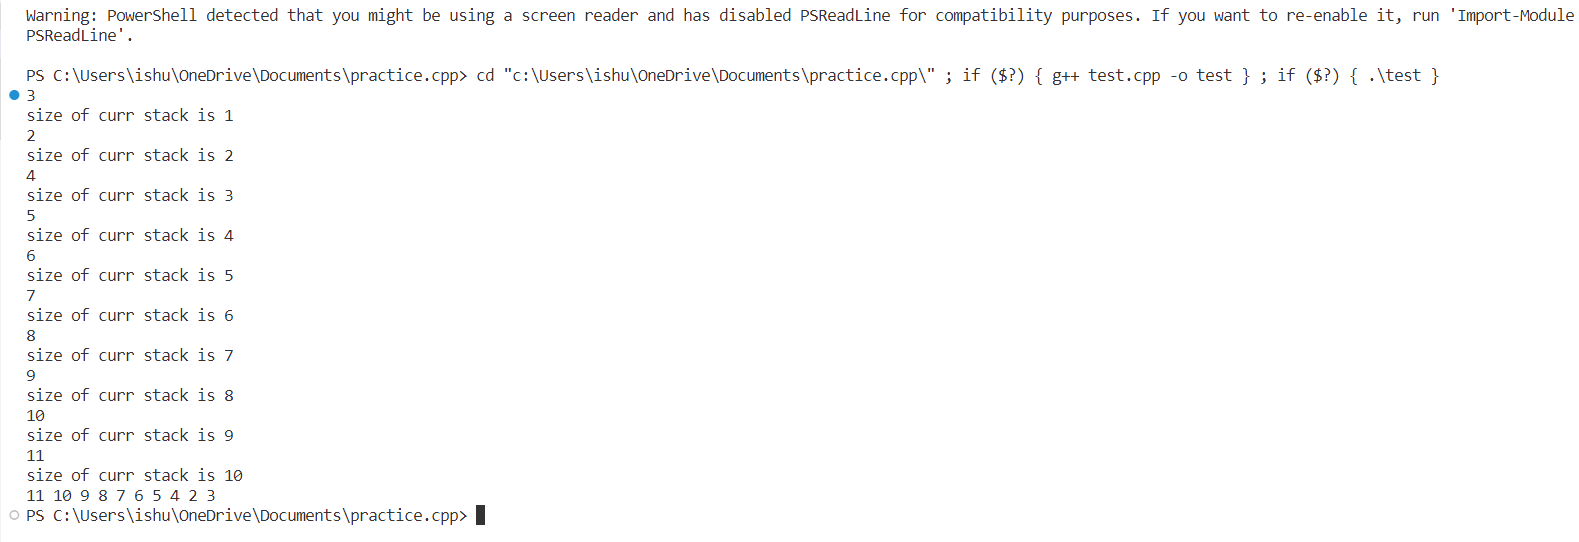 Warning: PowerShell detected that you might be using a screen reader and has disabled PSReadLine for compatibility purposes. If you want to re-enable it, run 'Import-Module
PSReadLine'.
PS C:\Users\ishu\OneDrive\Documents\practice.cpp> cd "c:\Users\ishu\OneDrive\Documents\practice.cpp\" ; if ($?) { g++ test.cpp -o test } ; if ($?) { .\test }
3
size of curr stack is 1
2
size of curr stack is 2
4
size of curr stack is 3
5
size of curr stack is 4
6
size of curr stack is 5
7
size of curr stack is 6
8
size of curr stack is 7
9
size of curr stack is 8
10
size of curr stack is 9
11
size of curr stack is 10
11 10 9 8 7 6 5 4 2 3
PS C:\Users\ishu\OneDrive\Documents\practice.cpp>